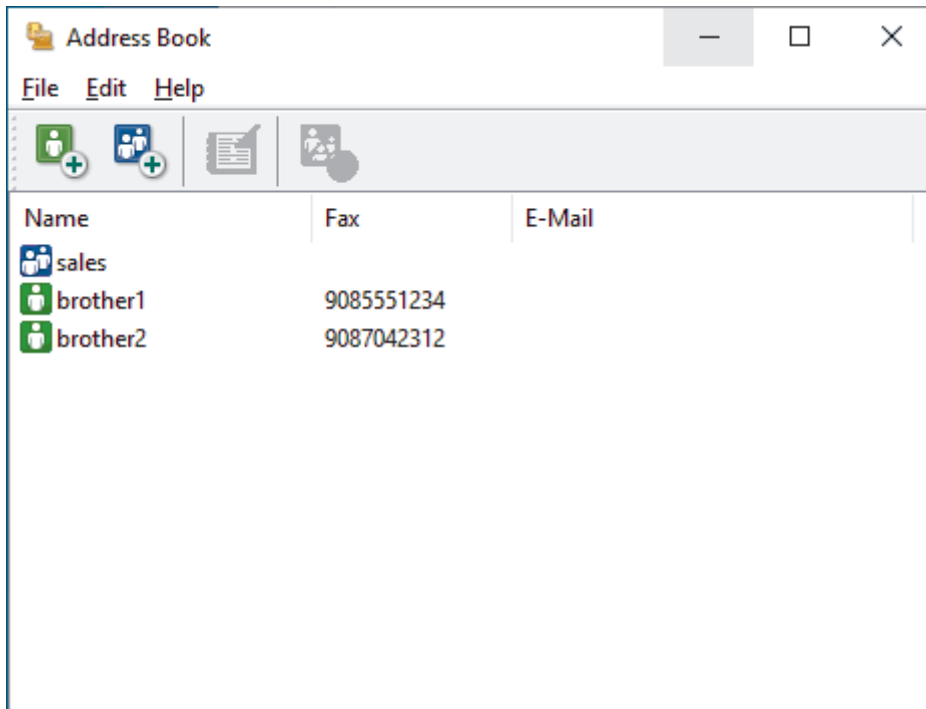 Address Book
File Edit Help
Name Fax E-Mail
sales
brother1 9085551234
brother2 9087042312